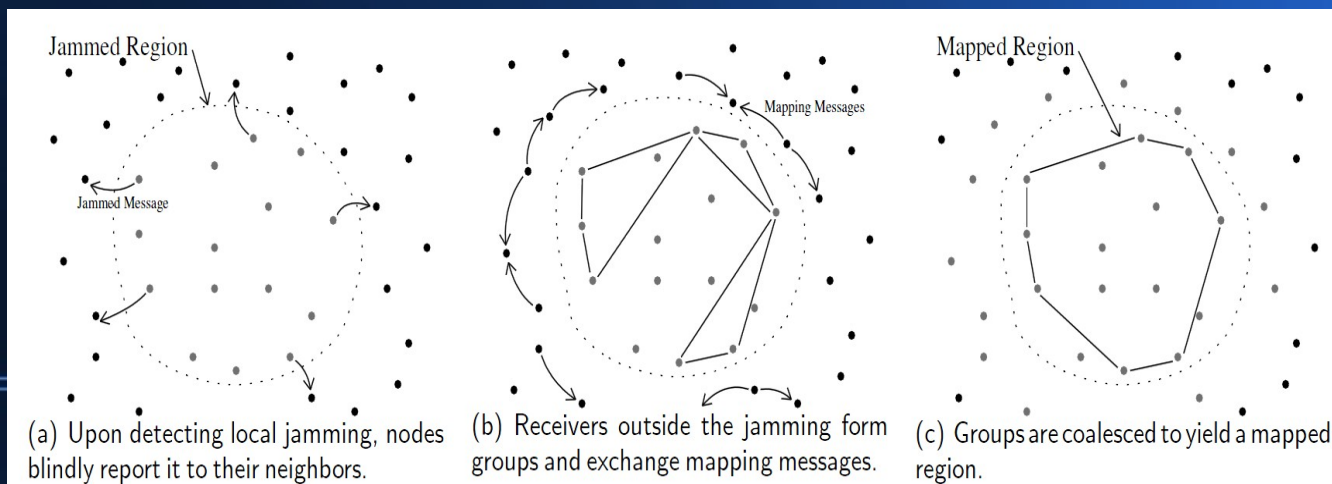 Jammed Region
Jammed Message
(a) Upon detecting local jamming, nodes
blindly report it to their neighbors.
Mapping Messages
(b) Receivers outside the jamming form
groups and exchange mapping messages.
Mapped Region
(c) Groups are coalesced to yield a mapped
region.